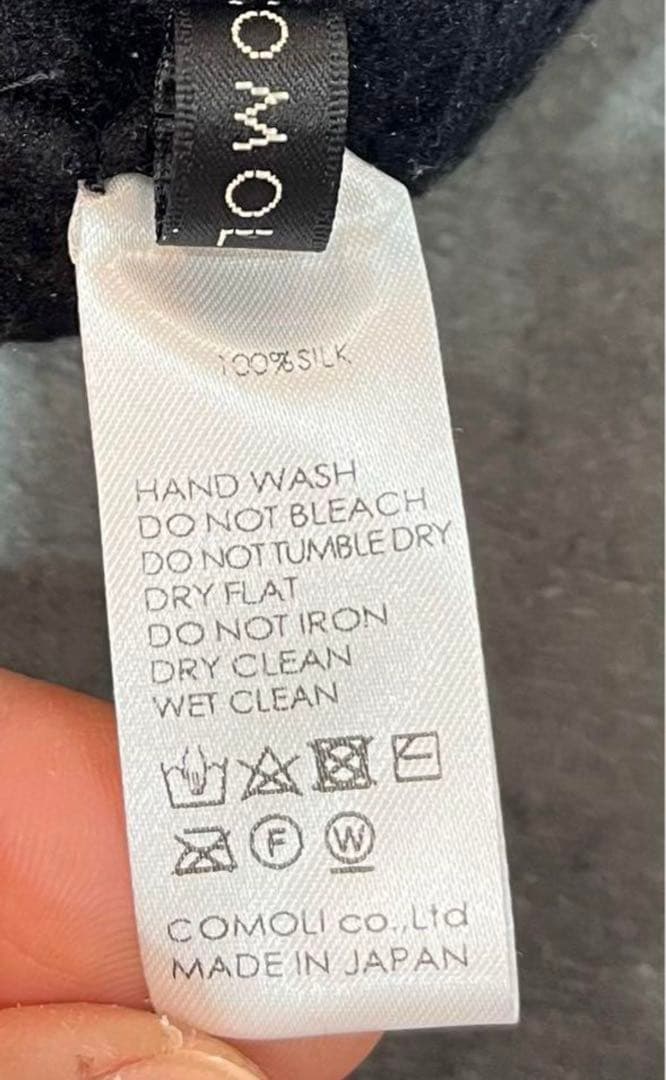 OMOL
100% SILK
HAND WASH
DO NOT BLEACH
DO NOT TUMBLE DRY
DRY FLAT
DO NOT IRON
DRY CLEAN
WET CLEAN
F W
COMOLI co.,Ltd
MADE IN JAPAN